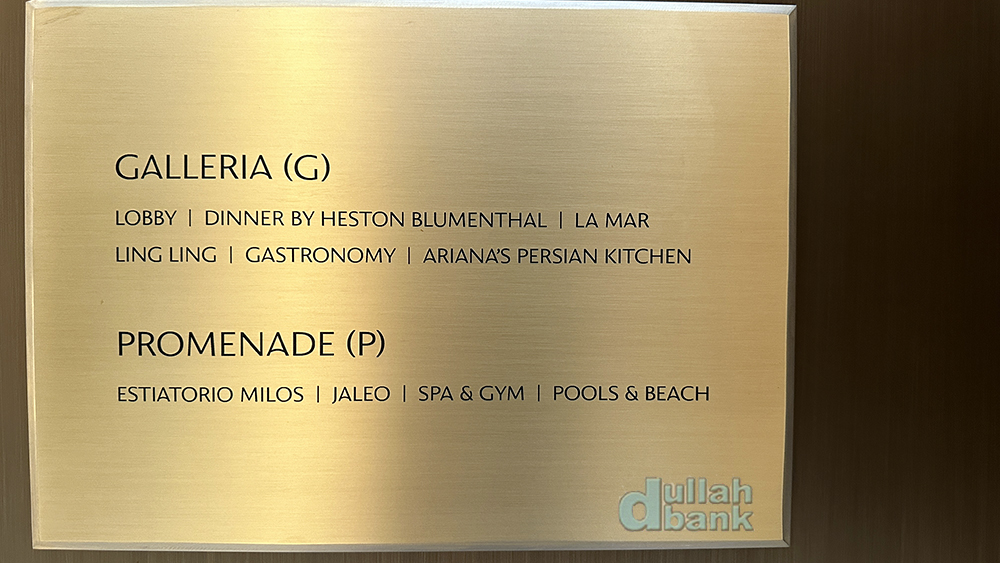 GALLERIA (G)
LOBBY | DINNER BY HESTON BLUMENTHAL | LA MAR
LING LING | GASTRONOMY | ARIANA'S PERSIAN KITCHEN
PROMENADE (P)
ESTIATORIO MILOS | JALEO | SPA & GYM | POOLS & BEACH
dullah
bank